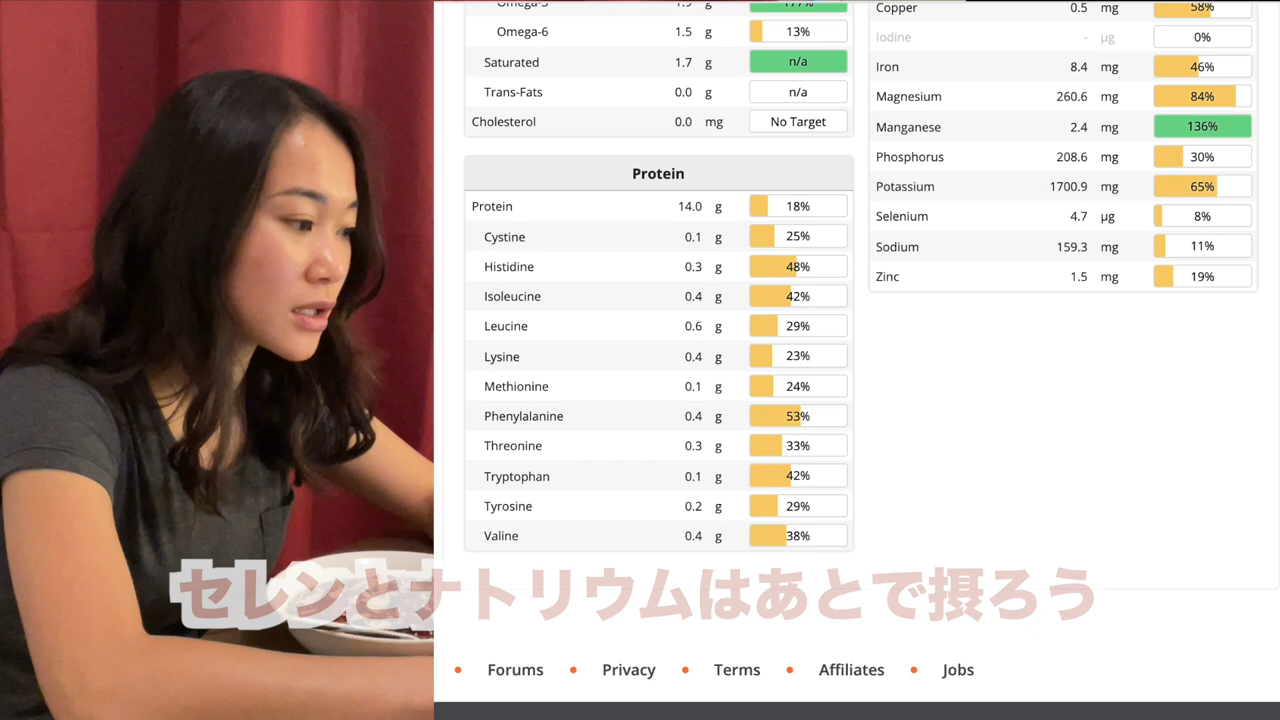 Omega-3 1.9 g 177%
Omega-6 1.5 g 13%
Saturated 1.7 g n/a
Trans-Fats 0.0 g n/a
Cholesterol 0.0 mg No Target
Protein
Protein 14.0 g 18%
Cystine 0.1 g 25%
Histidine 0.3 g 48%
Isoleucine 0.4 g 42%
Leucine 0.6 g 29%
Lysine 0.4 g 23%
Methionine 0.1 g 24%
Phenylalanine 0.4 g 53%
Threonine 0.3 g 33%
Tryptophan 0.1 g 42%
Tyrosine 0.2 g 29%
Valine 0.4 g 38%
Copper 0.5 mg 58%
Iodine - µg 0%
Iron 8.4 mg 46%
Magnesium 260.6 mg 84%
Manganese 2.4 mg 136%
Phosphorus 208.6 mg 30%
Potassium 1700.9 mg 65%
Selenium 4.7 µg 8%
Sodium 159.3 mg 11%
Zinc 1.5 mg 19%
セレンとナトリウムはあとで摂ろう
• Forums • Privacy • Terms • Affiliates • Jobs